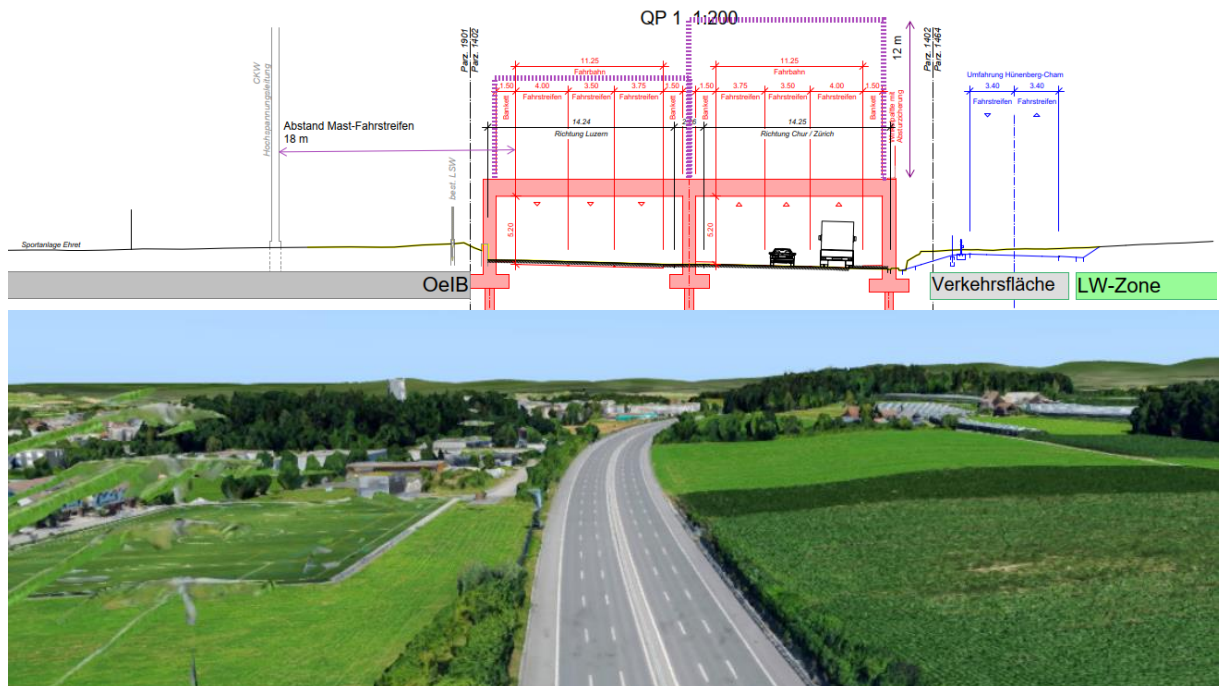 QP 1 1:200
12 m
Parz. 1901
Parz. 1402
Parz. 1402
Parz. 1464
CKW
Hochspannungsleitung
11.25
Fahrbahn
11.25
Fahrbahn
1.50
4.00
3.50
3.75
1.50
1.50
3.75
3.50
4.00
1.50
Bankett
Fahrstreifen
Fahrstreifen
Fahrstreifen
Bankett
Bankett
Fahrstreifen
Fahrstreifen
Fahrstreifen
Bankett
Absturzsicherung
Umfahrung Hünenberg-Cham
3.40
3.40
Fahrstreifen
Fahrstreifen
Abstand Mast-Fahrstreifen
18 m
14.24
14.25
Richtung Luzern
Richtung Chur / Zürich
best. LSW
5.20
5.20
Sportanlage Ehret
OeIB
Verkehrsfläche
LW-Zone